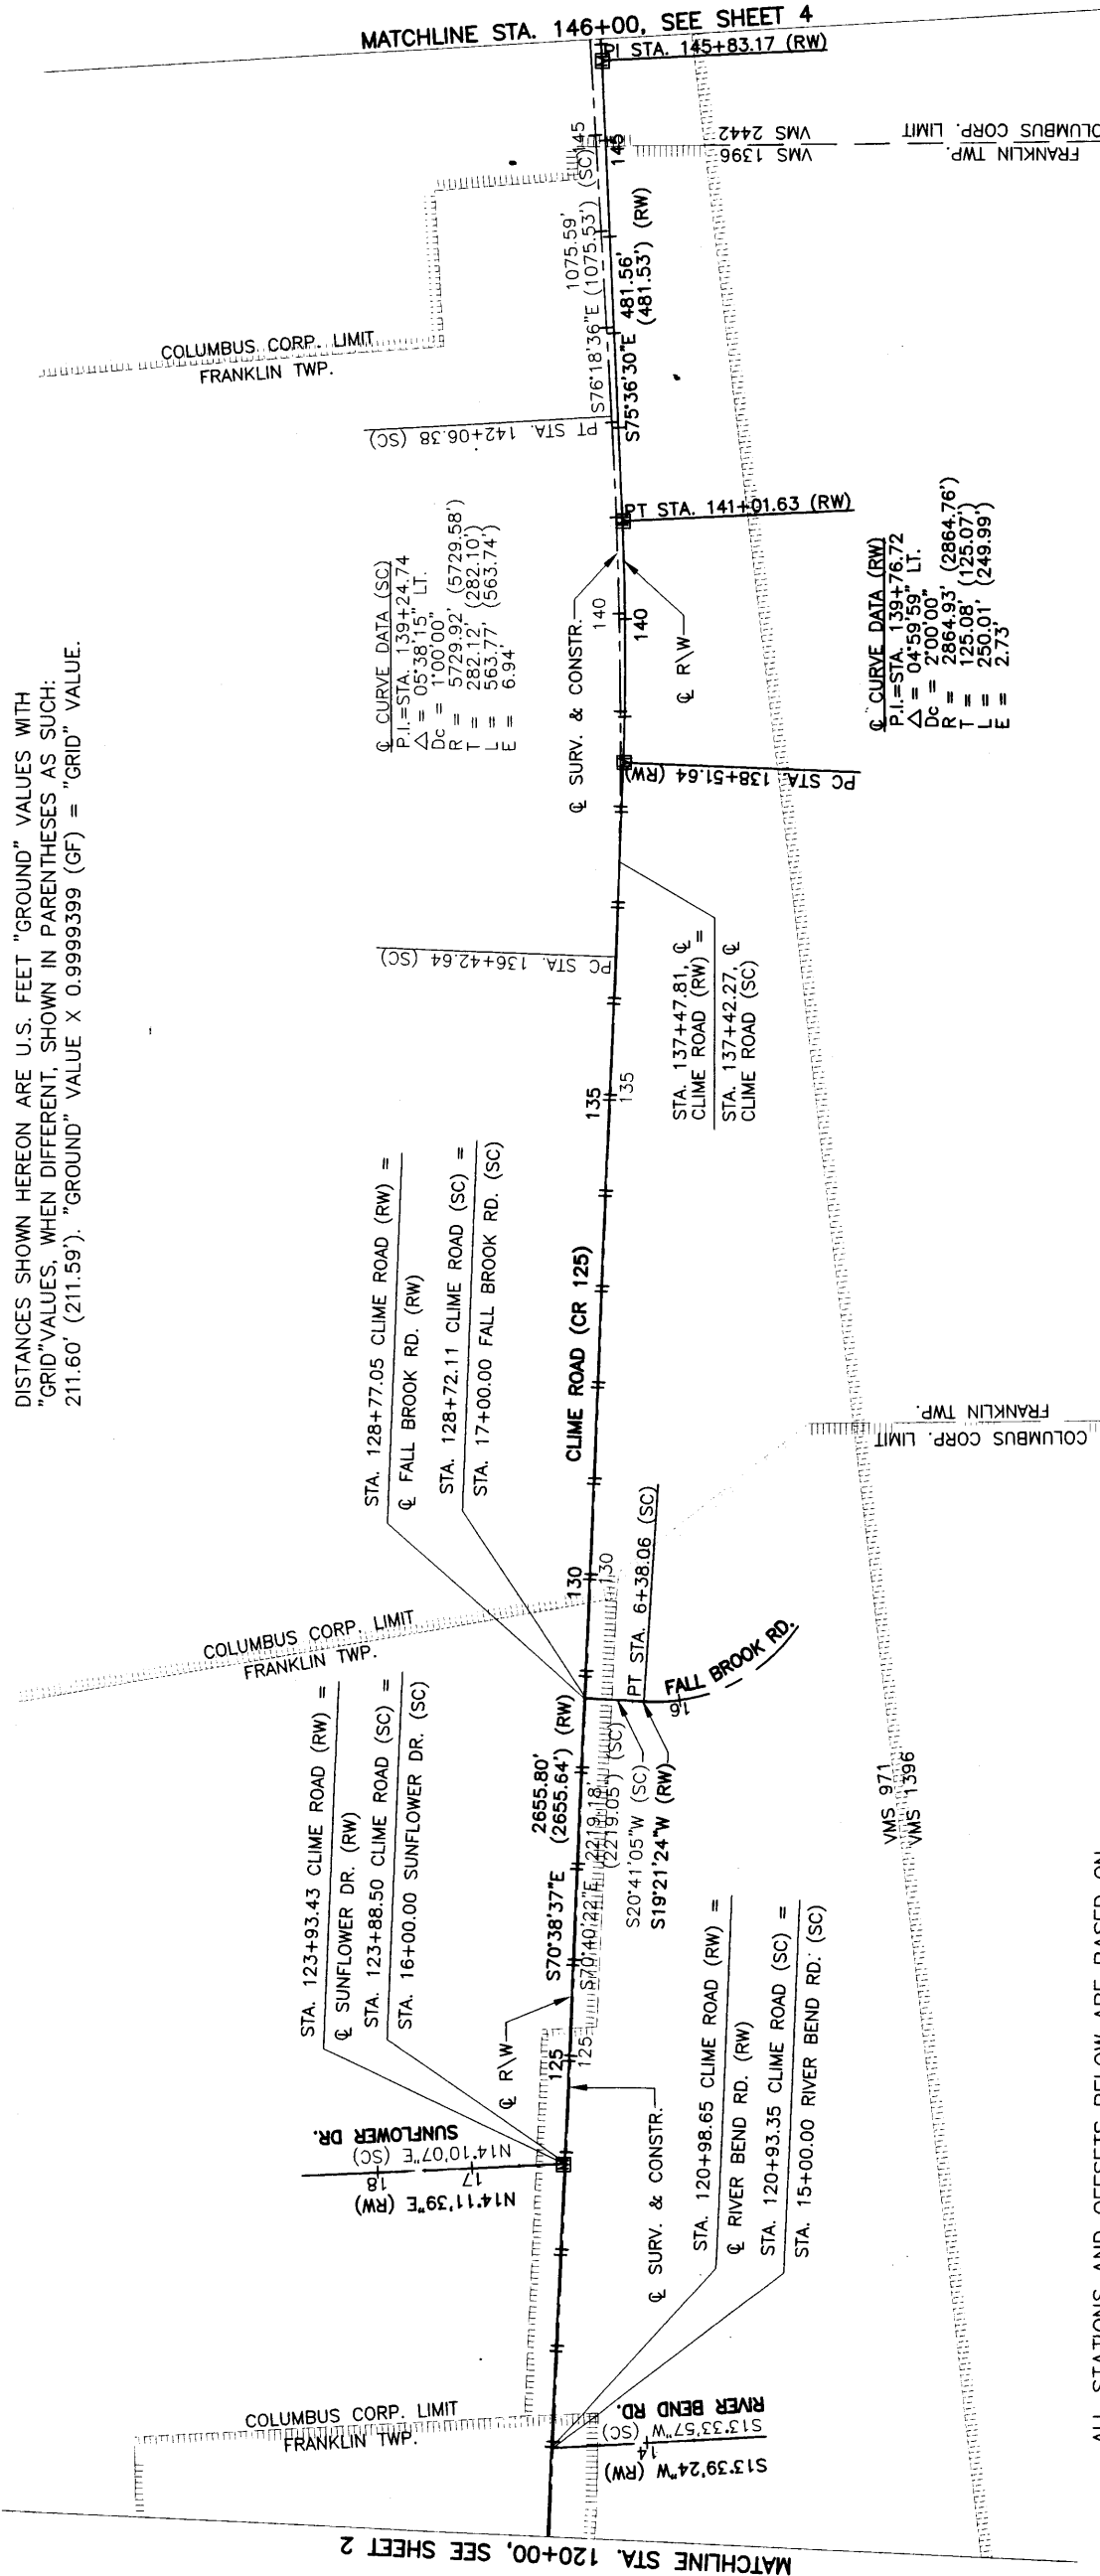 DISTANCES SHOWN HEREON ARE U.S. FEET "GROUND" VALUES WITH
"GRID"VALUES, WHEN DIFFERENT, SHOWN IN PARENTHESES AS SUCH:
211.60' (211.59'). "GROUND" VALUE X 0.9999399 (GF) = "GRID" VALUE.
MATCHLINE STA. 146+00, SEE SHEET 4
PI STA. 145+83.17 (RW)
145
145
VMS 2442
VMS 1396
COLUMBUS CORP. LIMIT
FRANKLIN TWP.
COLUMBUS CORP. LIMIT
FRANKLIN TWP.
1075.59'
S76°18'36"E (1075.53') (SC)
S75°36'30"E 481.56'
(481.53') (RW)
PT STA. 142+06.38 (SC)
PT STA. 141+01.63 (RW)
℄ CURVE DATA (SC)
P.I.=STA. 139+24.74
Δ = 05°38'15" LT.
Dc = 1°00'00"
R = 5729.92' (5729.58')
T = 282.12' (282.10')
L = 563.77' (563.74')
E = 6.94'
℄ SURV. & CONSTR.
140
140
℄ R\W
℄ CURVE DATA (RW)
P.I.=STA. 139+76.72
Δ = 04°59'59" LT.
Dc = 2°00'00"
R = 2864.93' (2864.76')
T = 125.08' (125.07')
L = 250.01' (249.99')
E = 2.73'
PC STA. 138+51.64 (RW)
PC STA. 136+42.64 (SC)
STA. 137+47.81, ℄
CLIME ROAD (RW) =
STA. 137+42.27, ℄
CLIME ROAD (SC)
135
135
STA. 128+77.05 CLIME ROAD (RW) =
℄ FALL BROOK RD. (RW)
STA. 128+72.11 CLIME ROAD (SC) =
STA. 17+00.00 FALL BROOK RD. (SC)
CLIME ROAD (CR 125)
FRANKLIN TWP.
COLUMBUS CORP. LIMIT
130
130
COLUMBUS CORP. LIMIT
FRANKLIN TWP.
PT STA. 6+38.06 (SC)
FALL BROOK RD.
16
STA. 123+93.43 CLIME ROAD (RW) =
℄ SUNFLOWER DR. (RW)
STA. 123+88.50 CLIME ROAD (SC) =
STA. 16+00.00 SUNFLOWER DR. (SC)
2655.80'
S70°38'37"E (2655.64') (RW)
S70°40'22"E 2219.18'
(2219.05') (SC)
S20°41'05"W (SC)
S19°21'24"W (RW)
VMS 971
VMS 1396
℄ R\W
125
125
SUNFLOWER DR.
N14°10'07"E (SC)
18
17
N14°11'39"E (RW)
℄ SURV. & CONSTR.
STA. 120+98.65 CLIME ROAD (RW) =
℄ RIVER BEND RD. (RW)
STA. 120+93.35 CLIME ROAD (SC) =
STA. 15+00.00 RIVER BEND RD. (SC)
COLUMBUS CORP. LIMIT
FRANKLIN TWP.
RIVER BEND RD.
S13°33'57"W (SC)
14
S13°39'24"W (RW)
MATCHLINE STA. 120+00, SEE SHEET 2
ALL STATIONS AND OFFSETS BELOW ARE BASED ON